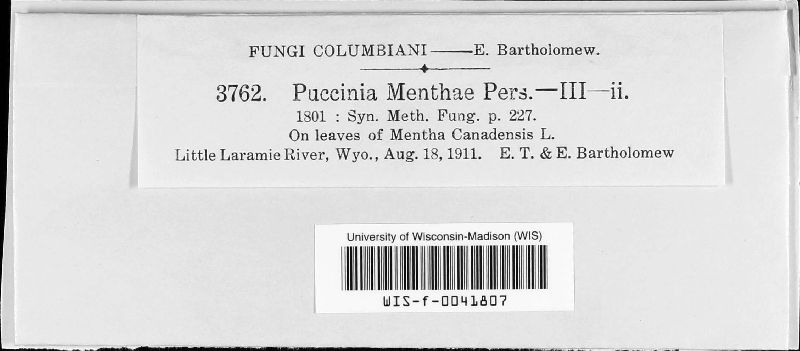 FUNGI COLUMBIANI——E. Bartholomew.
3762. Puccinia Menthae Pers.—III—ii.
1801 : Syn. Meth. Fung. p. 227.
On leaves of Mentha Canadensis L.
Little Laramie River, Wyo., Aug. 18, 1911. E. T. & E. Bartholomew
University of Wisconsin-Madison (WIS)
WIS-f-0041807